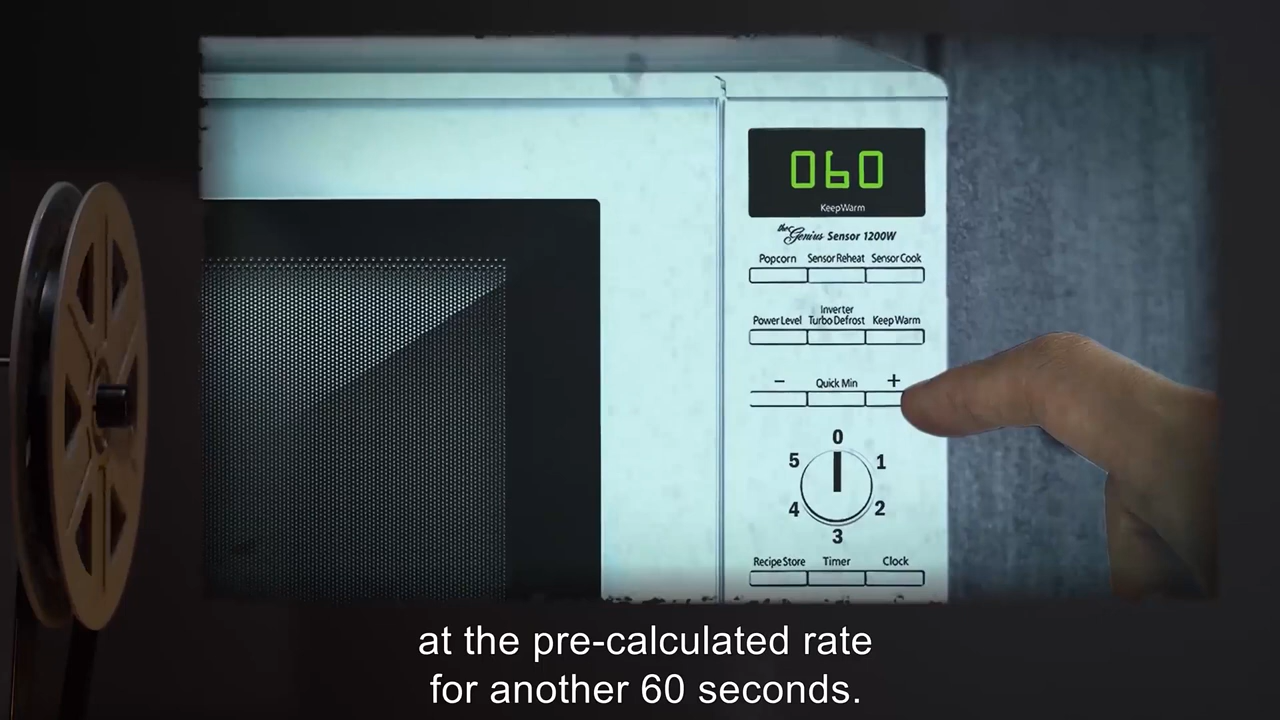 060
KeepWarm
the Genius Sensor 1200W
Popcorn Sensor Reheat Sensor Cook
Power Level Inverter Turbo Defrost Keep Warm
− Quick Min +
0
5 1
4 2
3
Recipe Store Timer Clock
at the pre-calculated rate
for another 60 seconds.